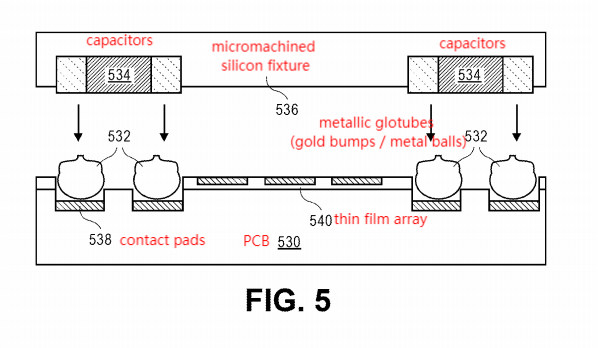 capacitors
capacitors
micromachined
silicon fixture
534
534
536
metallic glotubes
(gold bumps / metal balls)
532
532
540
thin film array
538
contact pads
PCB 530
FIG. 5